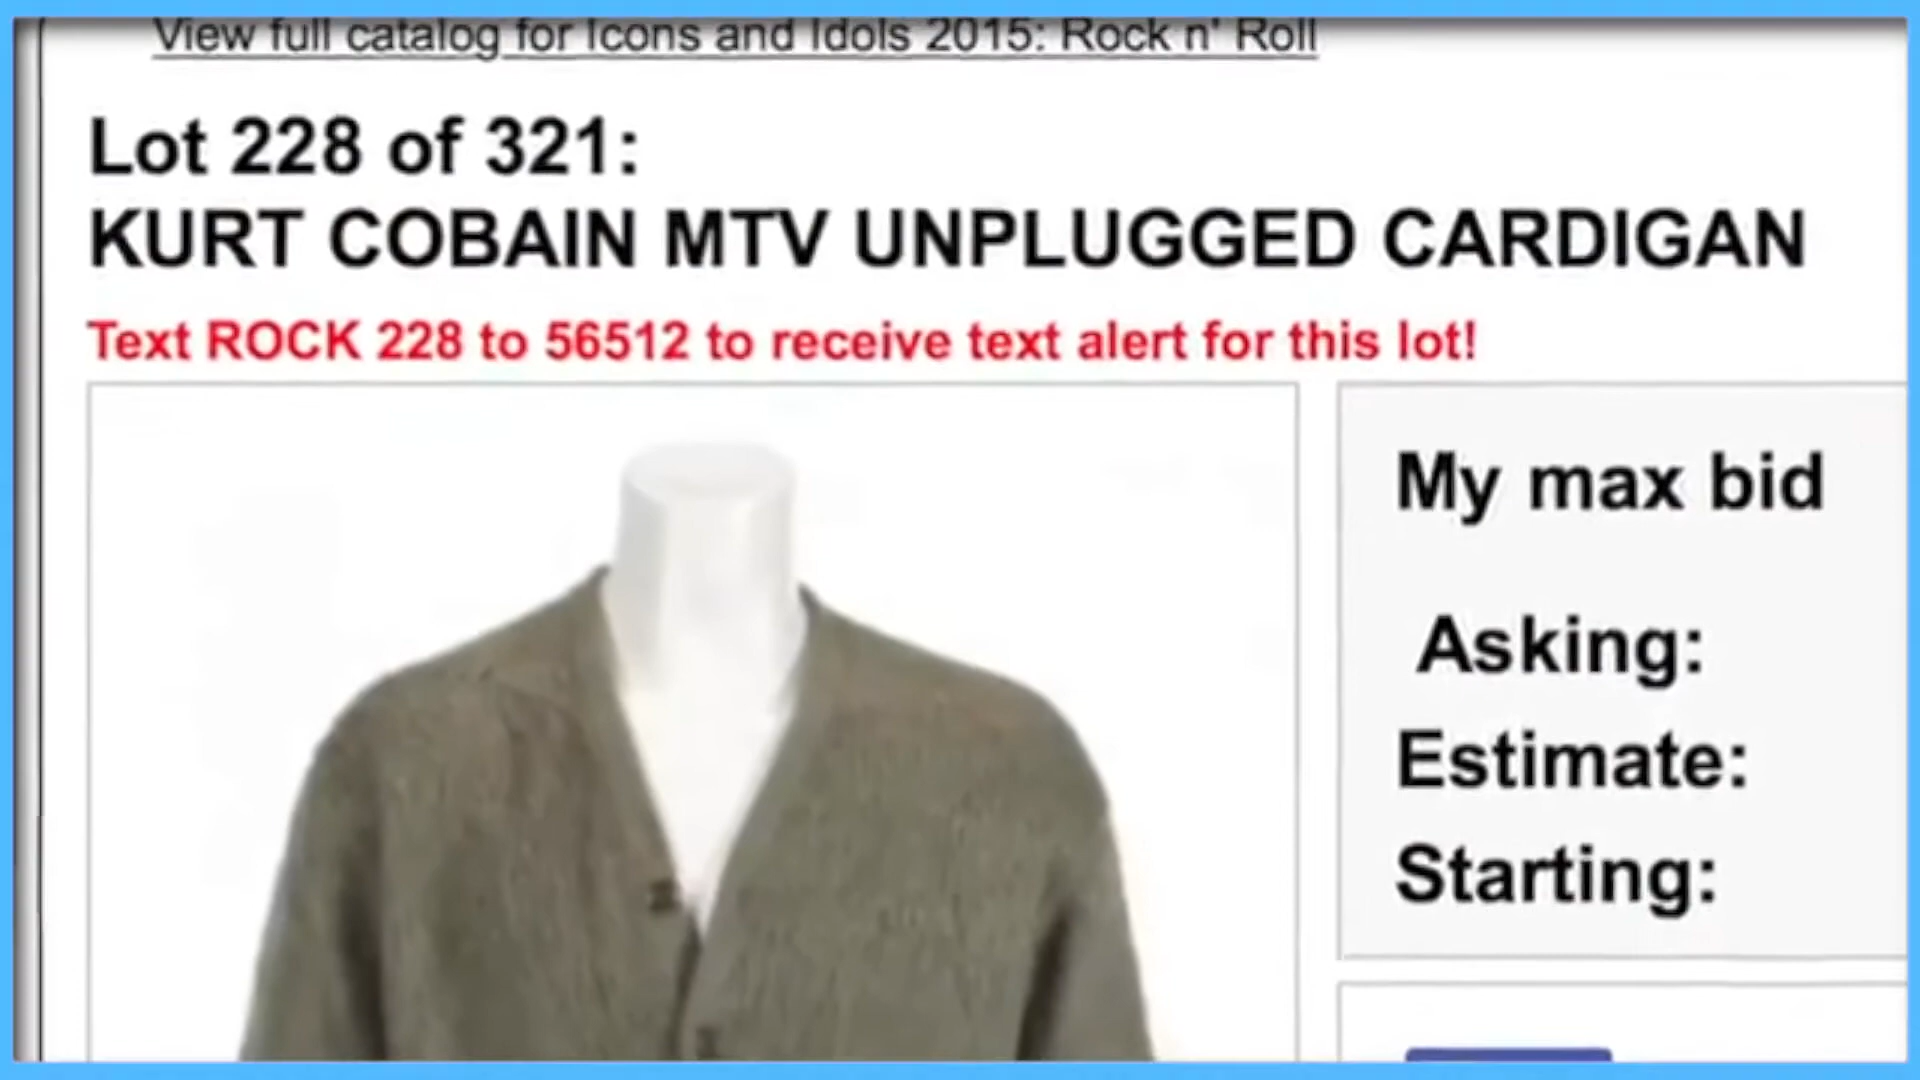 View full catalog for Icons and Idols 2015: Rock n' Roll
Lot 228 of 321:
KURT COBAIN MTV UNPLUGGED CARDIGAN
Text ROCK 228 to 56512 to receive text alert for this lot!
My max bid
Asking:
Estimate:
Starting: